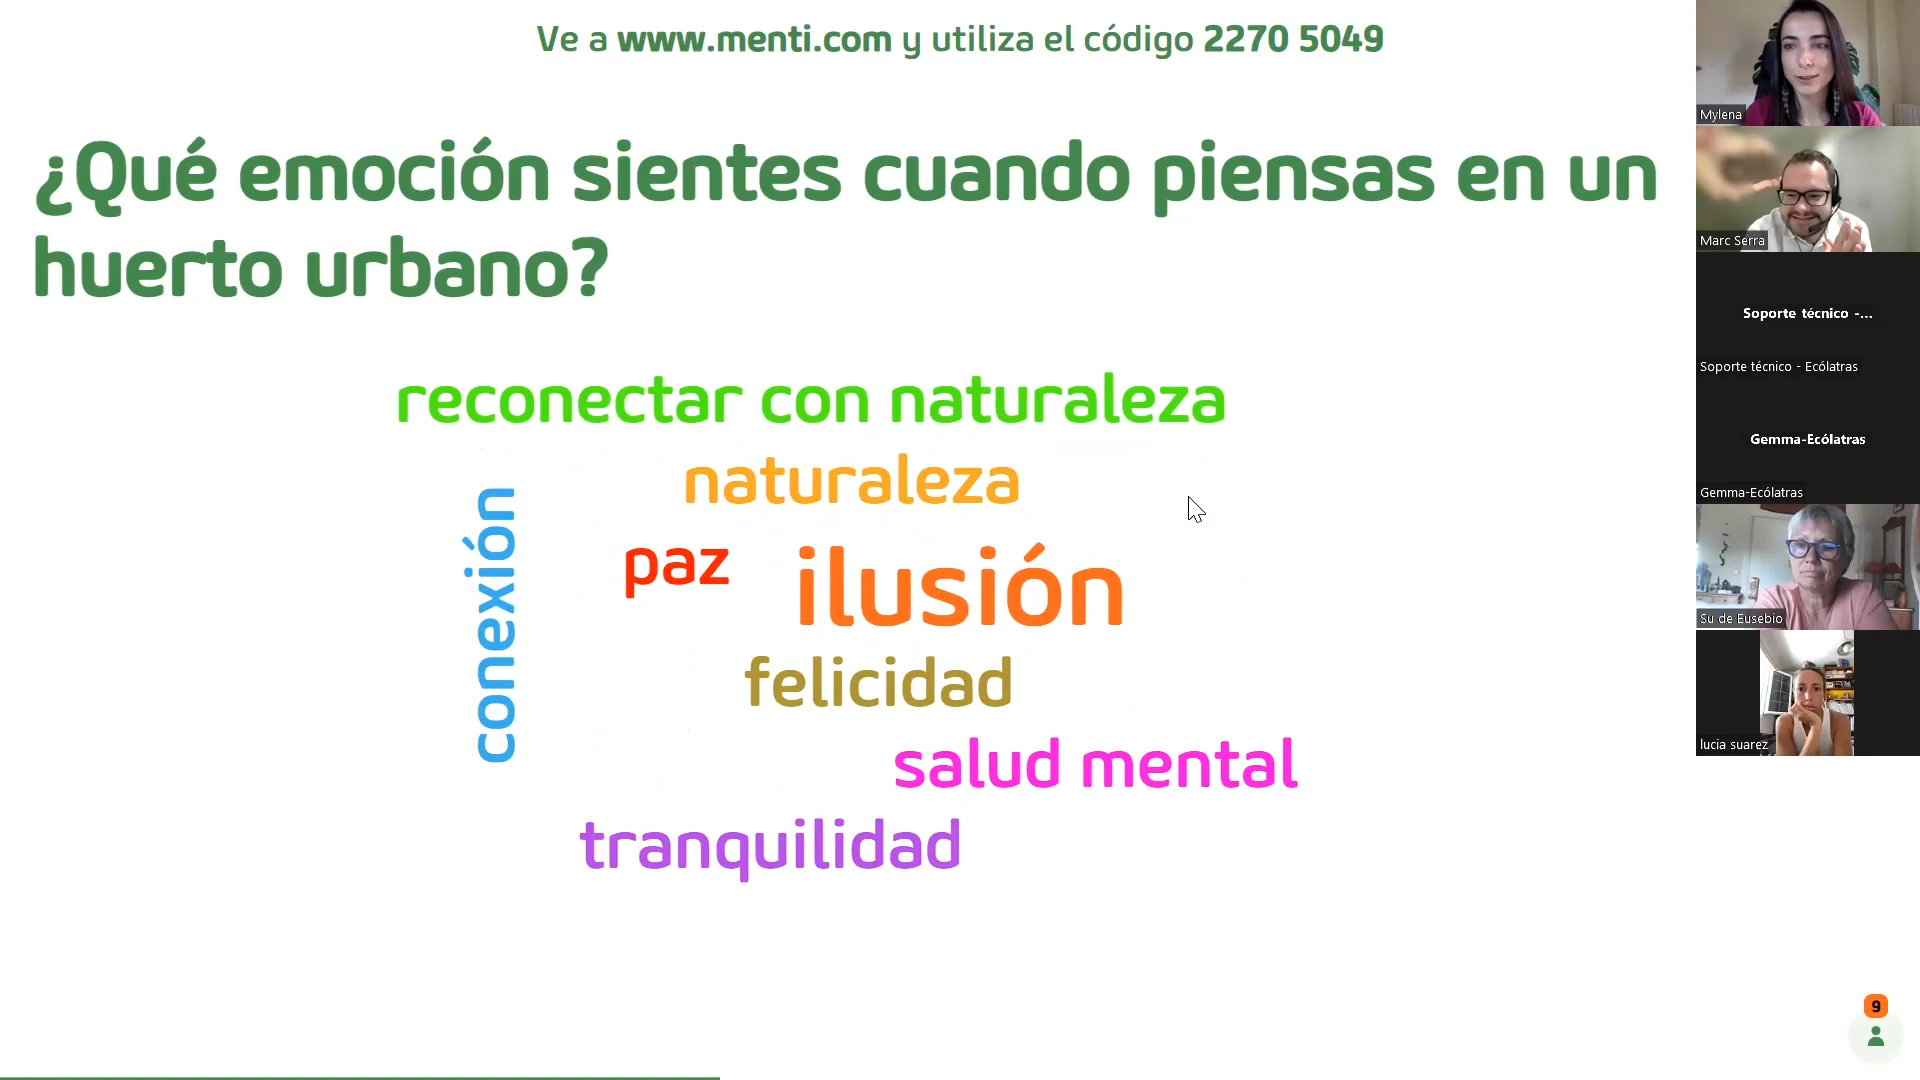 Ve a www.menti.com y utiliza el código 2270 5049
¿Qué emoción sientes cuando piensas en un
huerto urbano?
reconectar con naturaleza
naturaleza
conexión
paz
ilusión
felicidad
salud mental
tranquilidad
Mylena
Marc Serra
Soporte técnico -...
Soporte técnico - Ecólatras
Gemma-Ecólatras
Gemma-Ecólatras
Su de Eusebio
lucia suarez
9